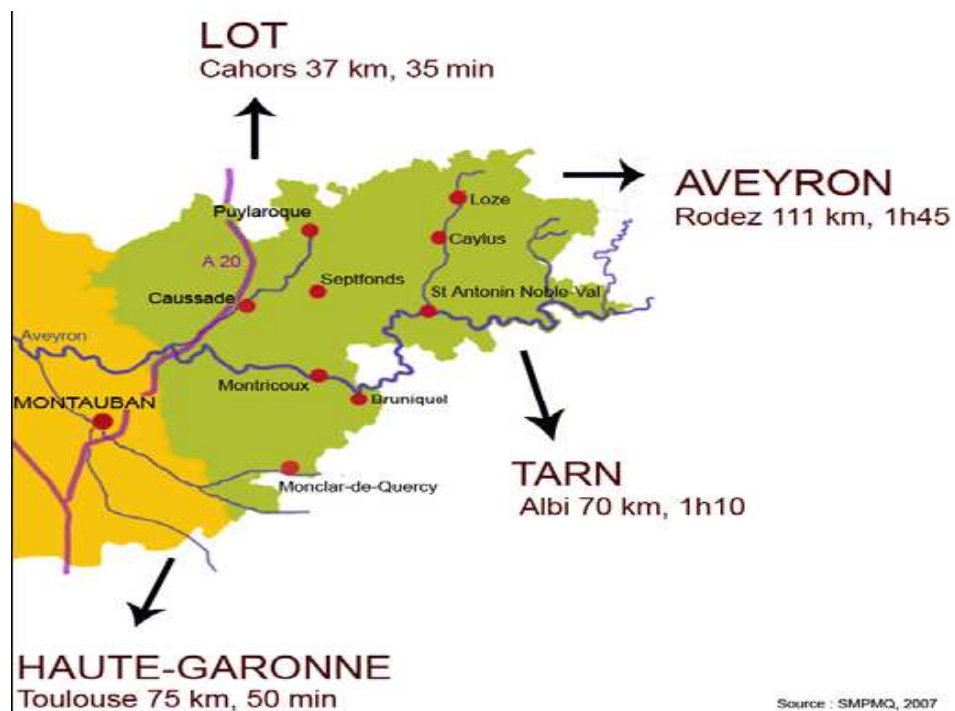 LOT
Cahors 37 km, 35 min
AVEYRON
Rodez 111 km, 1h45
Loze
Puylaroque
Caylus
A 20
Septfonds
St Antonin Noble-Val
Caussade
Aveyron
Montricoux
Bruniquel
MONTAUBAN
TARN
Albi 70 km, 1h10
Monclar-de-Quercy
HAUTE-GARONNE
Toulouse 75 km, 50 min
Source : SMPMQ, 2007